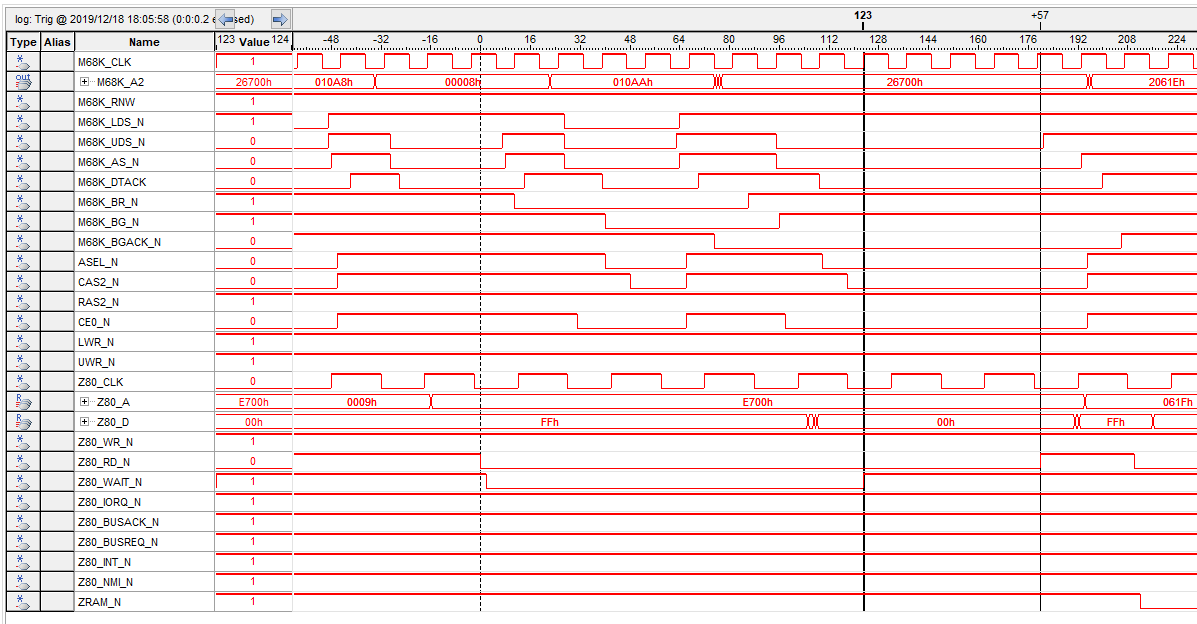 log: Trig @ 2019/12/18 18:05:58 (0:0:0.2 e sed) 123 +57
Type Alias Name 123 Value 124 -48 -32 -16 0 16 32 48 64 80 96 112 128 144 160 176 192 208 224
* M68K_CLK 1
out M68K_A2 26700h 010A8h 00008h 010AAh 26700h 2061Eh
* M68K_RNW 1
* M68K_LDS_N 1
* M68K_UDS_N 0
* M68K_AS_N 0
* M68K_DTACK 0
* M68K_BR_N 1
* M68K_BG_N 1
* M68K_BGACK_N 0
* ASEL_N 0
* CAS2_N 0
* RAS2_N 1
* CE0_N 0
* LWR_N 1
* UWR_N 1
* Z80_CLK 0
R Z80_A E700h 0009h E700h 061Fh
R Z80_D 00h FFh 00h FFh
* Z80_WR_N 1
* Z80_RD_N 0
* Z80_WAIT_N 1
* Z80_IORQ_N 1
* Z80_BUSACK_N 1
* Z80_BUSREQ_N 1
* Z80_INT_N 1
* Z80_NMI_N 1
* ZRAM_N 1